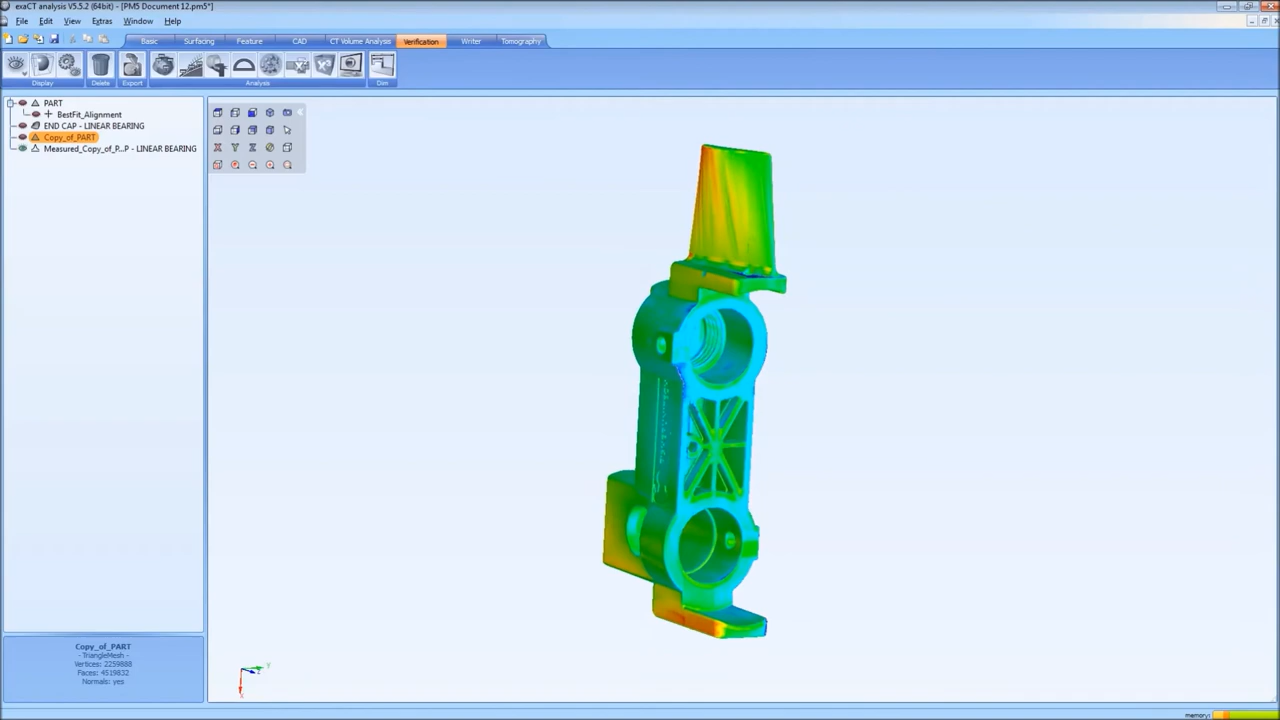 exaCT analysis V5.5.2 (64bit) - [PM5 Document 12.pm5*]
File Edit View Extras Window Help
Basic Surfacing Feature CAD CT Volume Analysis Verification Writer Tomography
Display Delete Export Analysis Dim
PART
BestFit_Alignment
END CAP - LINEAR BEARING
Copy_of_PART
Measured_Copy_of_P...P - LINEAR BEARING
Copy_of_PART
- TriangleMesh -
Vertices: 2259888
Faces: 4519832
Normals: yes
Y
Z
X
memory: